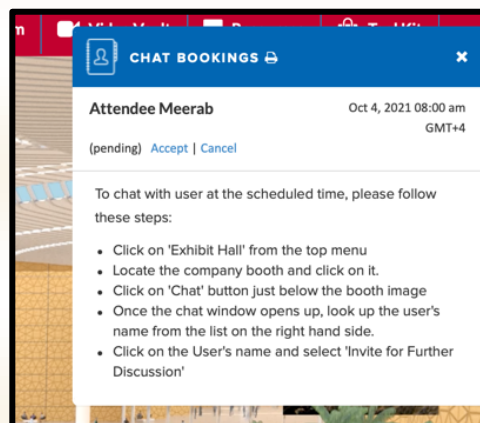 CHAT BOOKINGS
Attendee Meerab
Oct 4, 2021 08:00 am
GMT+4
(pending) Accept | Cancel
To chat with user at the scheduled time, please follow
these steps:
• Click on 'Exhibit Hall' from the top menu
• Locate the company booth and click on it.
• Click on 'Chat' button just below the booth image
• Once the chat window opens up, look up the user's
name from the list on the right hand side.
• Click on the User's name and select 'Invite for Further
Discussion'